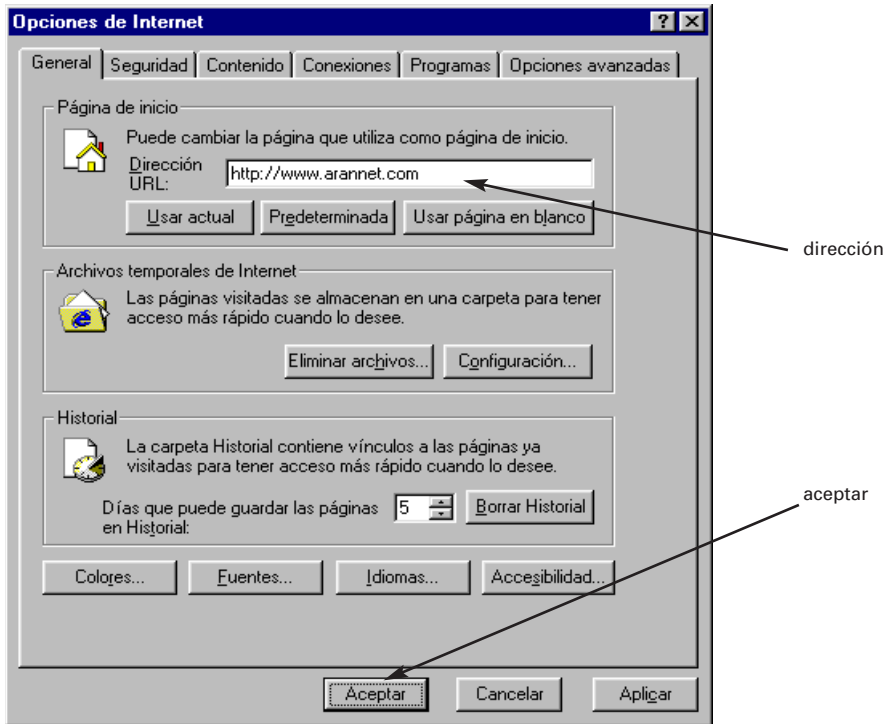 Opciones de Internet
General Seguridad Contenido Conexiones Programas Opciones avanzadas
Página de inicio
Puede cambiar la página que utiliza como página de inicio.
Dirección URL: http://www.arannet.com
Usar actual Predeterminada Usar página en blanco
dirección
Archivos temporales de Internet
Las páginas visitadas se almacenan en una carpeta para tener
acceso más rápido cuando lo desee.
Eliminar archivos... Configuración...
Historial
La carpeta Historial contiene vínculos a las páginas ya
visitadas para tener acceso más rápido cuando lo desee.
aceptar
Días que puede guardar las páginas
en Historial: 5 Borrar Historial
Colores... Fuentes... Idiomas... Accesibilidad...
Aceptar Cancelar Aplicar